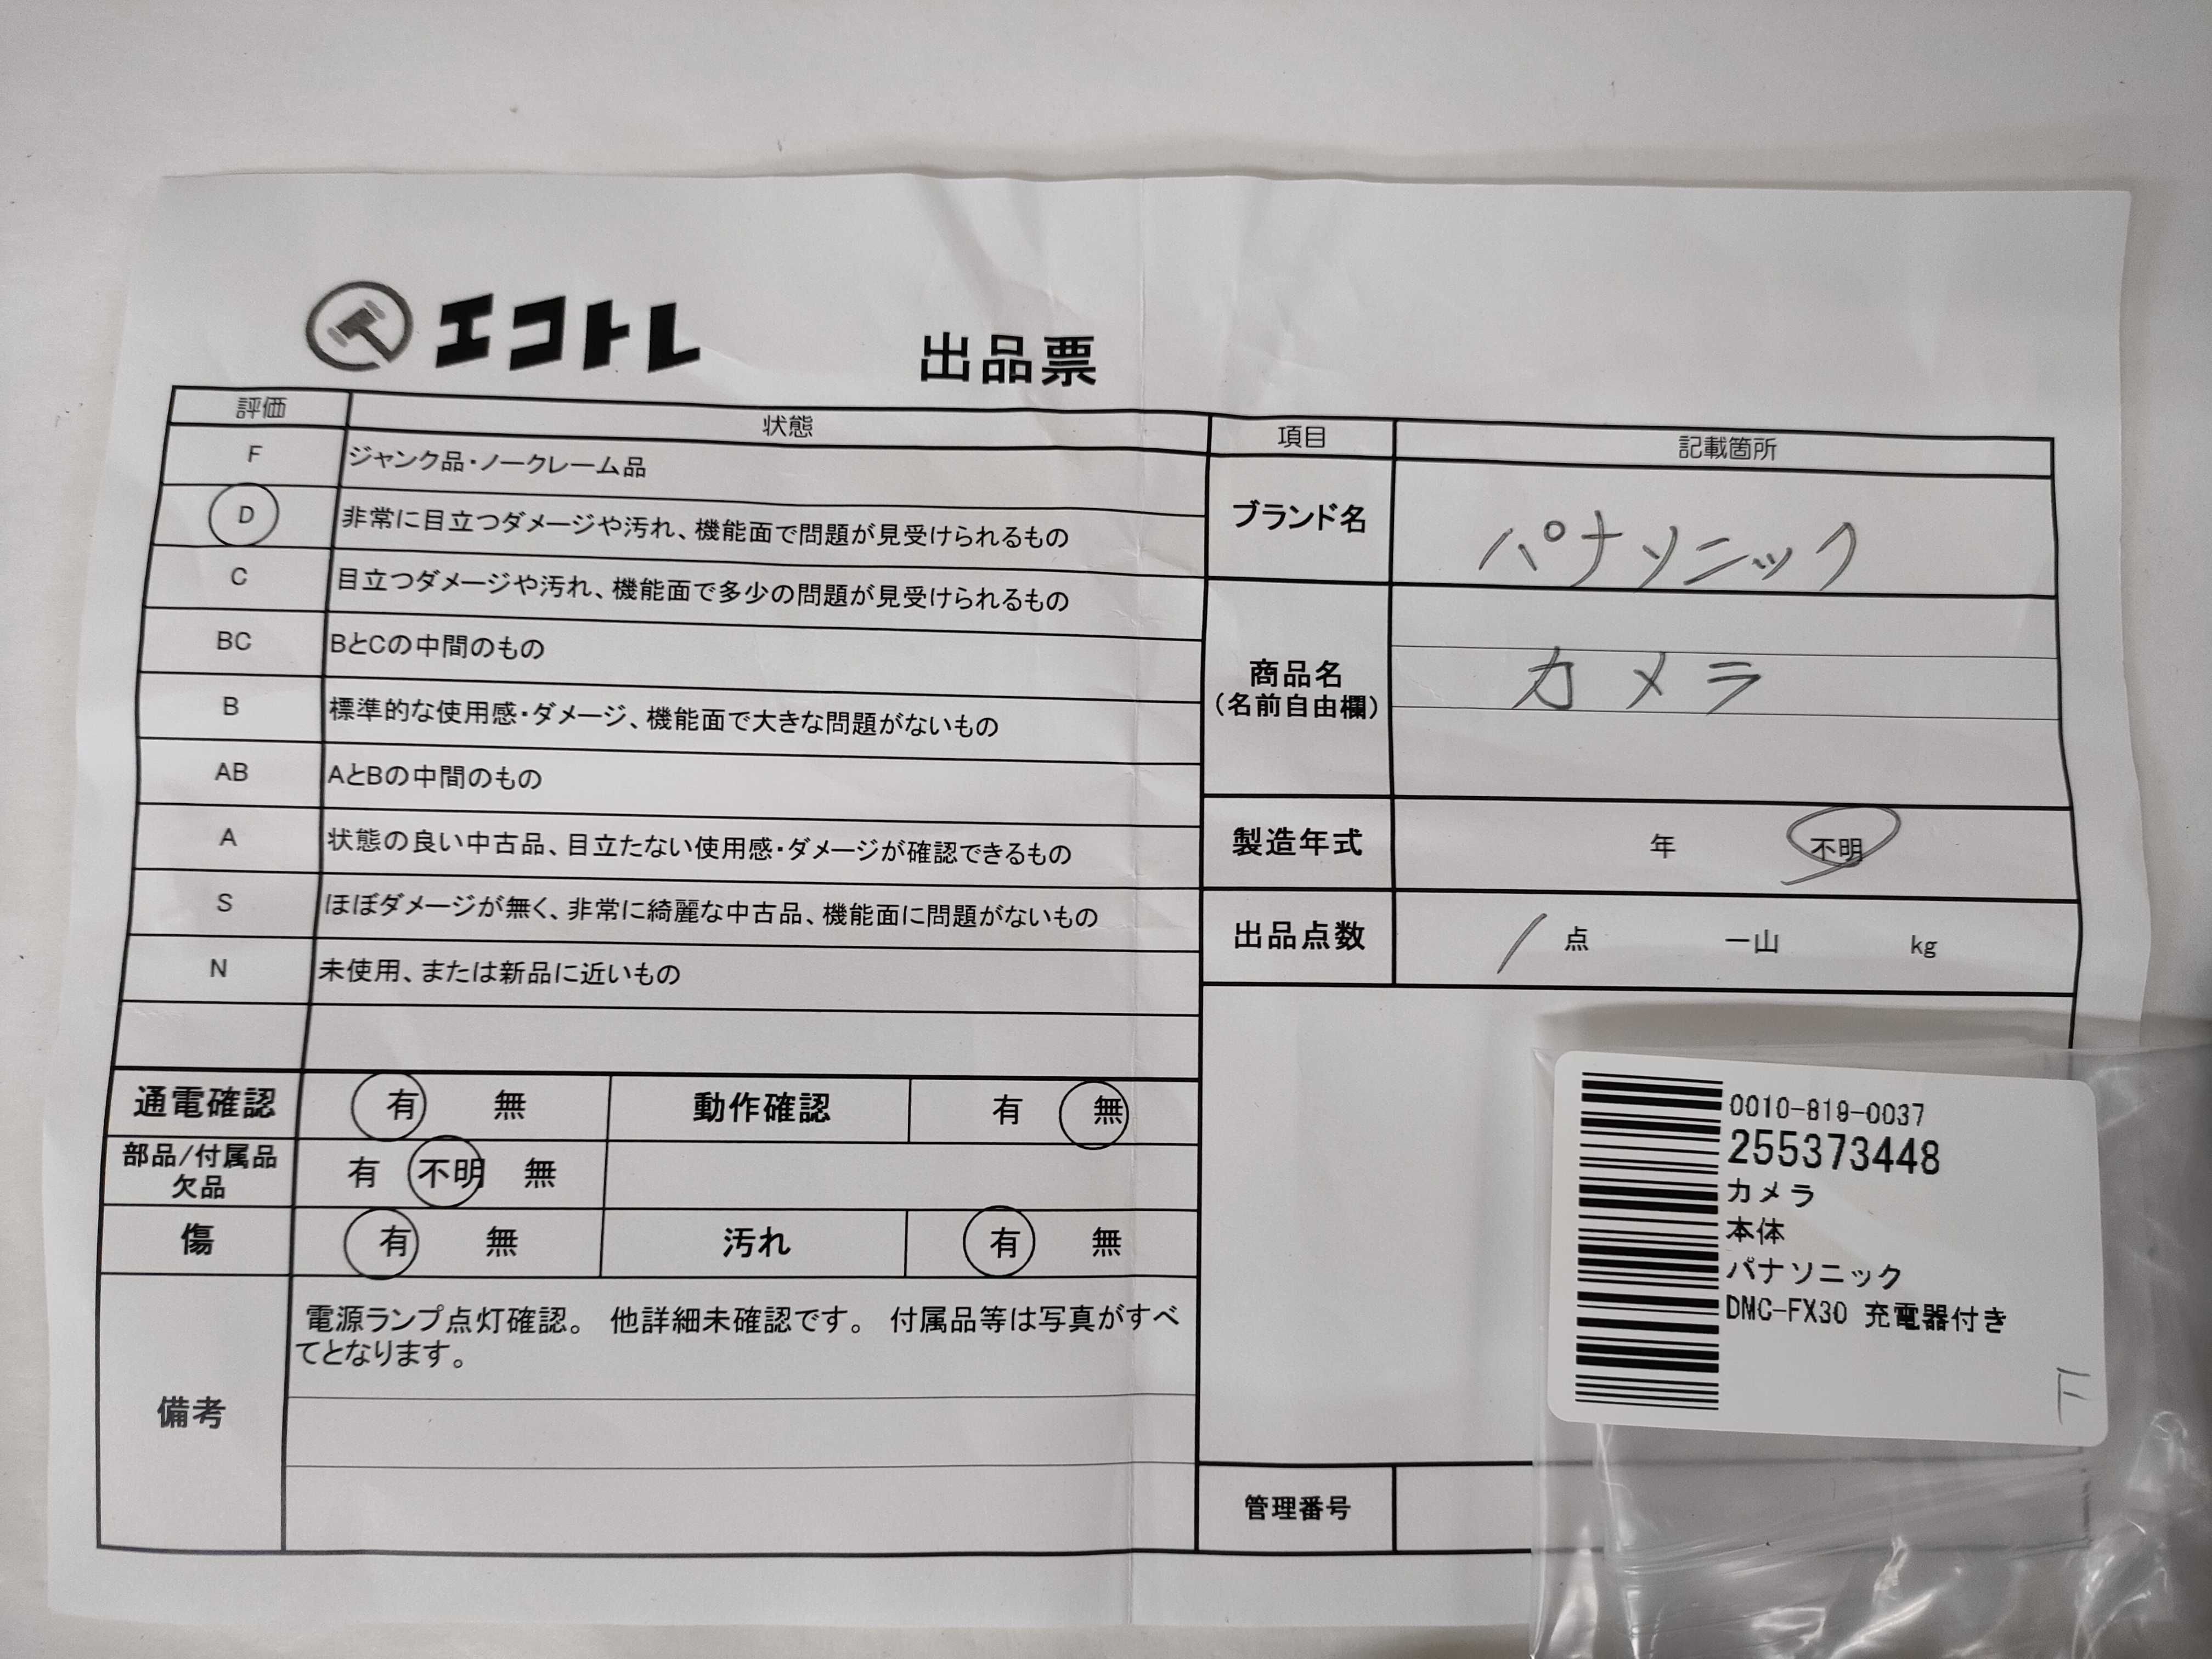 エコトレ 出品票
評価 状態
F ジャンク品・ノークレーム品
D 非常に目立つダメージや汚れ、機能面で問題が見受けられるもの
C 目立つダメージや汚れ、機能面で多少の問題が見受けられるもの
BC BとCの中間のもの
B 標準的な使用感・ダメージ、機能面で大きな問題がないもの
AB AとBの中間のもの
A 状態の良い中古品、目立たない使用感・ダメージが確認できるもの
S ほぼダメージが無く、非常に綺麗な中古品、機能面に問題がないもの
N 未使用、または新品に近いもの
通電確認 有 無 動作確認 有 無
部品/付属品
欠品 有 不明 無
傷 有 無 汚れ 有 無
備考
電源ランプ点灯確認。 他詳細未確認です。 付属品等は写真がすべ
てとなります。
項目 記載箇所
ブランド名 パナソニック
商品名
(名前自由欄) カメラ
製造年式 年 不明
出品点数 1 点 一山 kg
管理番号
0010-819-0037
255373448
カメラ
本体
パナソニック
DMC-FX30 充電器付き
F